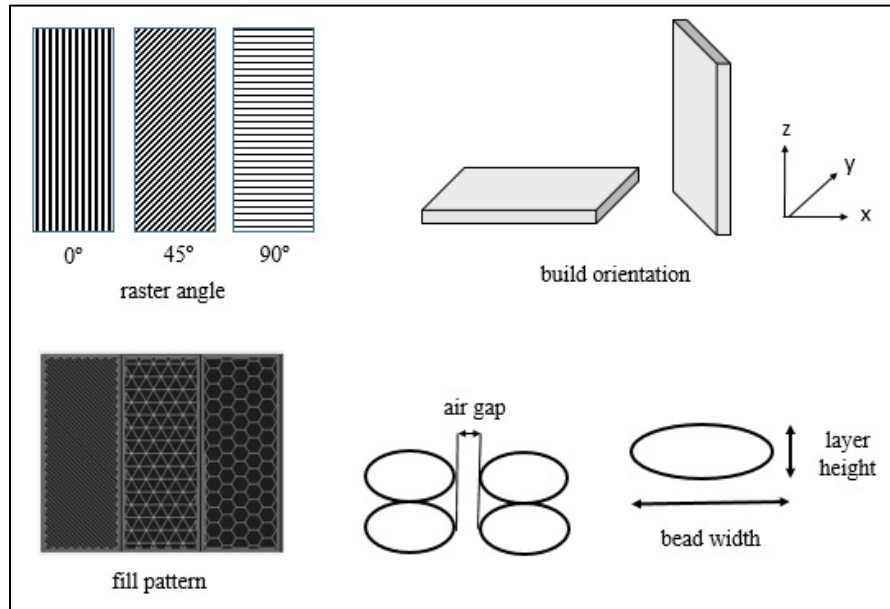 0°
45°
90°
raster angle
z
y
x
build orientation
fill pattern
air gap
layer
height
bead width